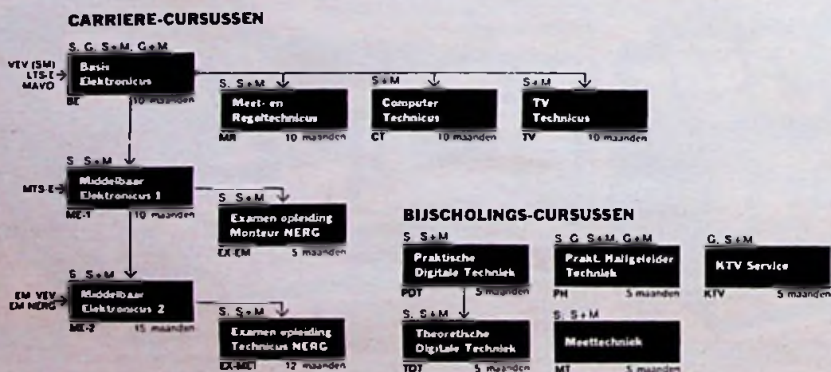 CARRIERE-CURSUSSEN
S, G, S+M, G+M
VEV (SM)
LTS-E
MAVO
Basis
Elektronicus
BE 10 maanden
S, S+M
Meet- en
Regeltechnicus
MR 10 maanden
S+M
Computer
Technicus
CT 10 maanden
S+M
TV
Technicus
TV 10 maanden
S, S+M
MTS-E
Middelbaar
Elektronicus 1
ME-1 10 maanden
S, S+M
Examen opleiding
Monteur NERG
EX-EM 5 maanden
S, S+M
EM VEV
EM NERG
Middelbaar
Elektronicus 2
ME-2 15 maanden
S, S+M
Examen opleiding
Technicus NERG
EX-MET 12 maanden
BIJSCHOLINGS-CURSUSSEN
S, S+M
Praktische
Digitale Techniek
PDT 5 maanden
S, G, S+M, G+M
Prakt. Halfgeleider
Techniek
PH 5 maanden
G, S+M
KTV Service
KTV 5 maanden
S, S+M
Theoretische
Digitale Techniek
TDT 5 maanden
S, S+M
Meettechniek
MT 5 maanden